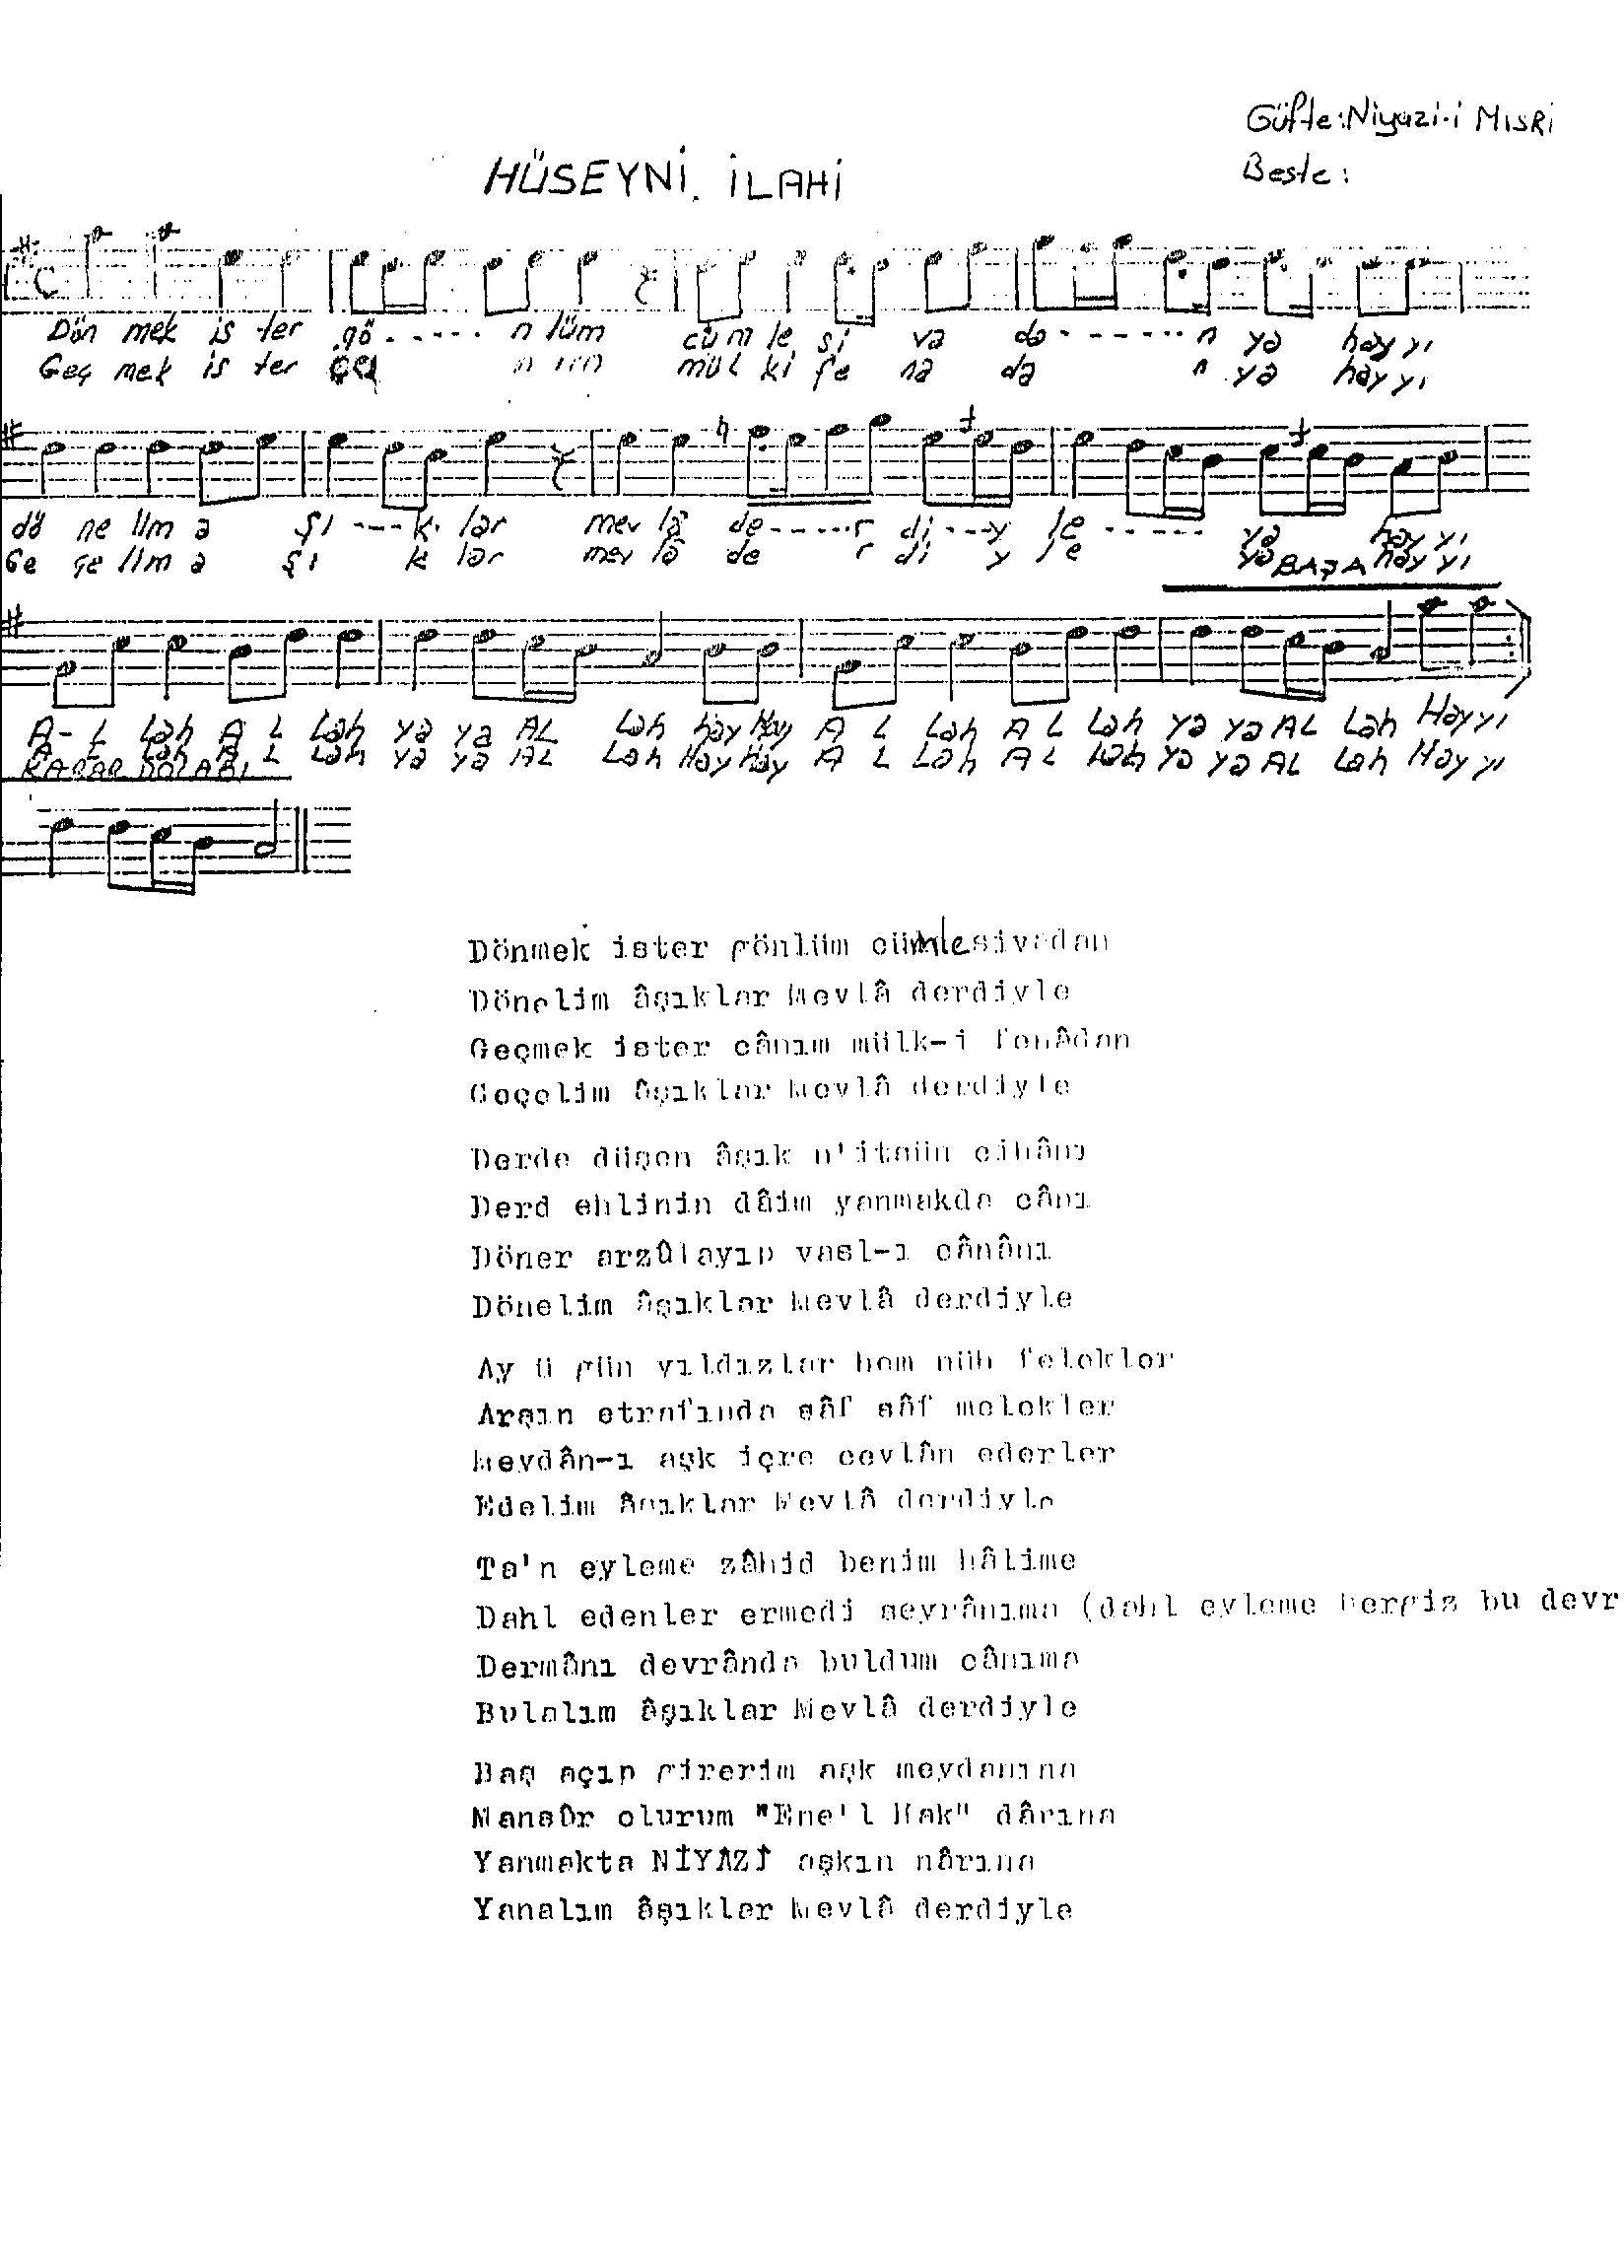 Güfte: Niyazi-i MISRİ
HÜSEYNİ İLAHİ
Beste:
Dön mek is ter gö - - - - - n lüm cüm le si va da - - - - - - n ya hay yı
Geç mek is ter ca n ım mül ki fe na da n ya hay yı
dö ne lim a şı - - - k lar mev lâ de - - - - - r di - - - y le - - - - - - ya hay yı
Ge çe lim a şı k lar mev lâ de r di y le ya hay yı
BAŞA
A - L Lah A L Lah ya ya AL Lah hay Hay A L Lah A L Lah ya ya AL Lah Hay yı
A L Lah A L Lah ya ya AL Lah Hay Hay A L Lah A L Lah ya ya AL Lah Hay yı
KARAR DOLABI
Dönmek ister gönlüm cümle sivadan
Dönelim âşıklar Mevlâ derdiyle
Geçmek ister cânım mülk-i fenâdan
Geçelim âşıklar Mevlâ derdiyle
Derde düşen âşık n'itsün cihânı
Derd ehlinin dâim yanmakda cânı
Döner arzûlayıp vasl-ı cânânı
Dönelim âşıklar Mevlâ derdiyle
Ay ü gün yıldızlar hem nüh felekler
Arşın etrafında sâf sâf melekler
Meydân-ı aşk içre cevlân ederler
Edelim âşıklar Mevlâ derdiyle
Ta'n eyleme zâhid benim hâlime
Dahl edenler ermedi seyrânıma (dahl eyleme hergiz bu devr
Dermânı devrânda buldum cânıma
Bulalım âşıklar Mevlâ derdiyle
Baş açıp girerim aşk meydanına
Mansûr olurum "Ene'l Hak" dârına
Yanmakta NİYAZİ aşkın nârına
Yanalım âşıklar Mevlâ derdiyle